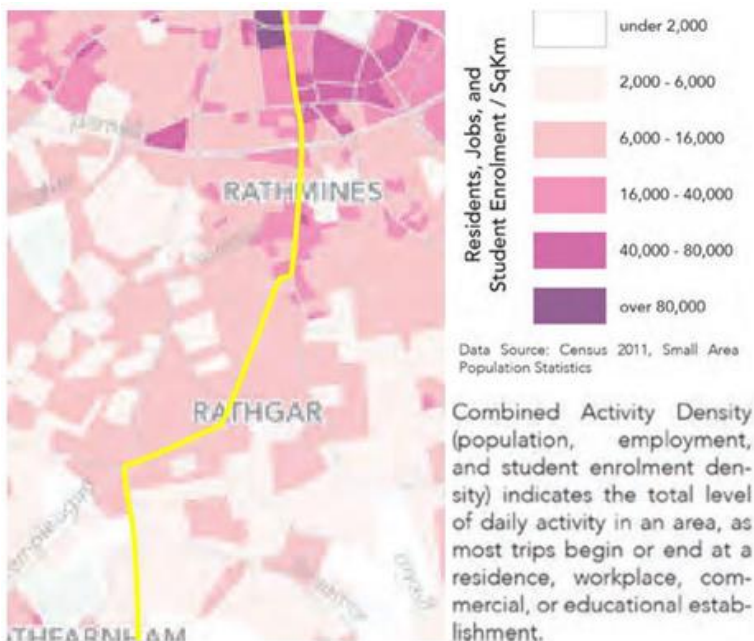 RATHMINES
RATHGAR
Residents, Jobs, and
Student Enrolment / SqKm
under 2,000
2,000 - 6,000
6,000 - 16,000
16,000 - 40,000
40,000 - 80,000
over 80,000
Data Source: Census 2011, Small Area
Population Statistics
Combined Activity Density
(population, employment,
and student enrolment den-
sity) indicates the total level
of daily activity in an area, as
most trips begin or end at a
residence, workplace, com-
mercial, or educational estab-
lishment.